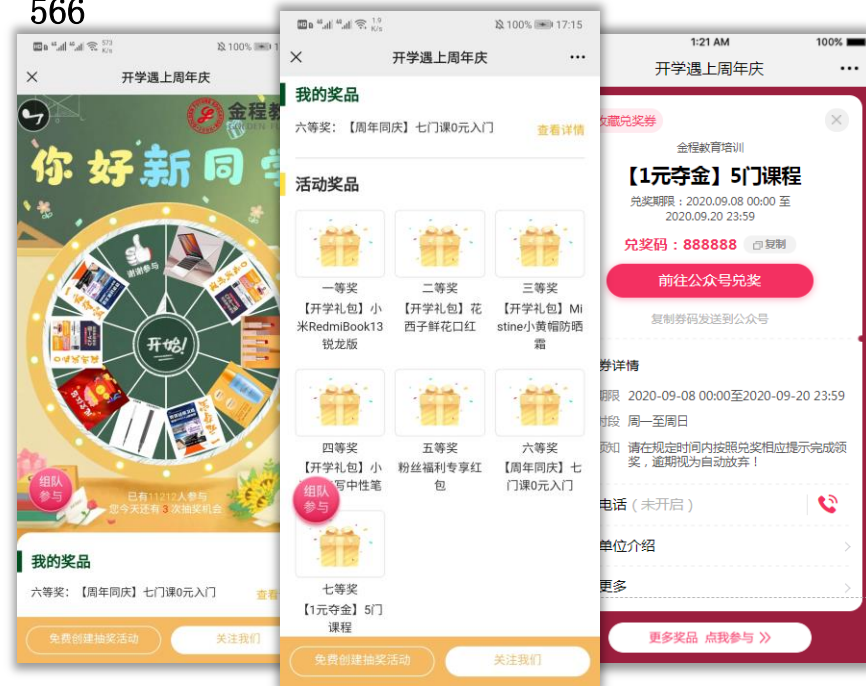 566
573
K/s
100%
开学遇上周年庆
金程教
你好新同学
谢谢参与
开始!
组队
参与
已有11212人参与
您今天还有3次抽奖机会
我的奖品
六等奖：【周年同庆】七门课0元入门
查看
免费创建抽奖活动
关注我们
1.9
K/s
100% 17:15
开学遇上周年庆
我的奖品
六等奖：【周年同庆】七门课0元入门
查看详情
活动奖品
一等奖
【开学礼包】小
米RedmiBook13
锐龙版
二等奖
【开学礼包】花
西子鲜花口红
三等奖
【开学礼包】Mi
stine小黄帽防晒
霜
四等奖
【开学礼包】小
写中性笔
五等奖
粉丝福利专享红
包
六等奖
【周年同庆】七
门课0元入门
组队
参与
七等奖
【1元夺金】5门
课程
免费创建抽奖活动
关注我们
1:21 AM
100%
开学遇上周年庆
收藏兑奖券
金程教育培训
【1元夺金】5门课程
兑奖期限：2020.09.08 00:00 至
2020.09.20 23:59
兑奖码：888888
复制
前往公众号兑奖
复制券码发送到公众号
券详情
期限 2020-09-08 00:00至2020-09-20 23:59
时段 周一至周日
须知 请在规定时间内按照兑奖相应提示完成领
奖，逾期视为自动放弃！
电话（未开启）
单位介绍
更多
更多奖品 点我参与